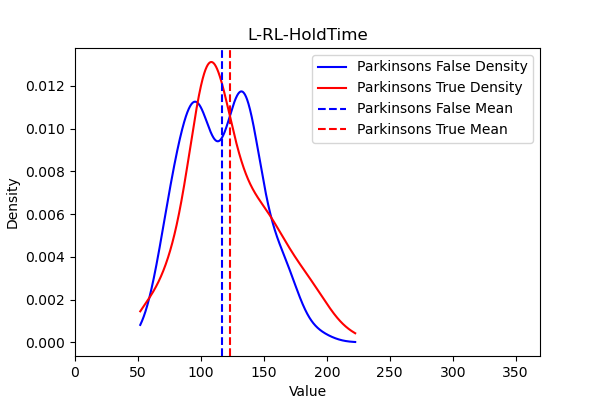 L-RL-HoldTime
Parkinsons False Density
Parkinsons True Density
Parkinsons False Mean
Parkinsons True Mean
Density
0.012
0.010
0.008
0.006
0.004
0.002
0.000
0 50 100 150 200 250 300 350
Value